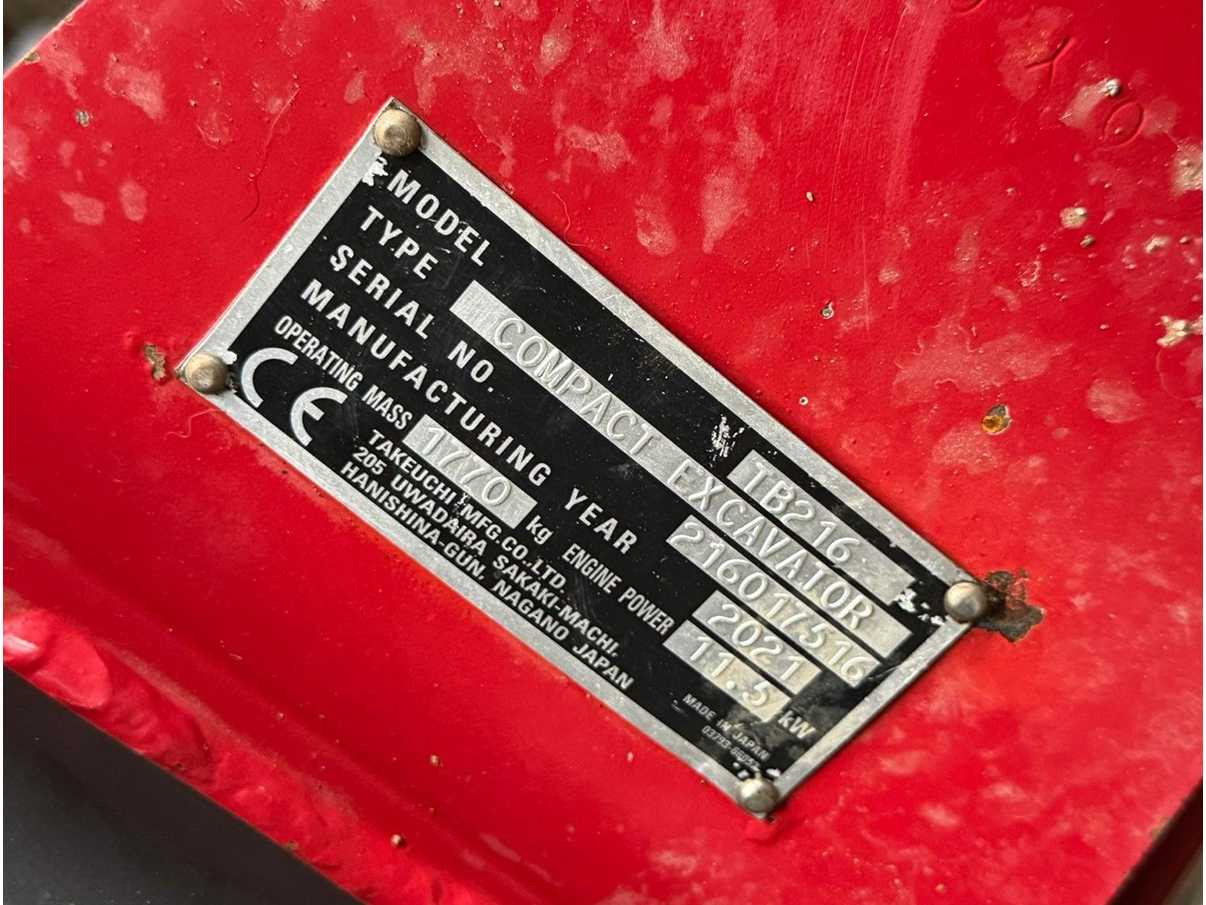 MODEL TB216
TYPE COMPACT EXCAVATOR
SERIAL NO. 216017516
MANUFACTURING YEAR 2021
OPERATING MASS 1770 kg ENGINE POWER 11.5 kW
CE TAKEUCHI MFG.CO.,LTD.
205 UWADAIRA SAKAKI-MACHI,
HANISHINA-GUN, NAGANO JAPAN
MADE IN JAPAN